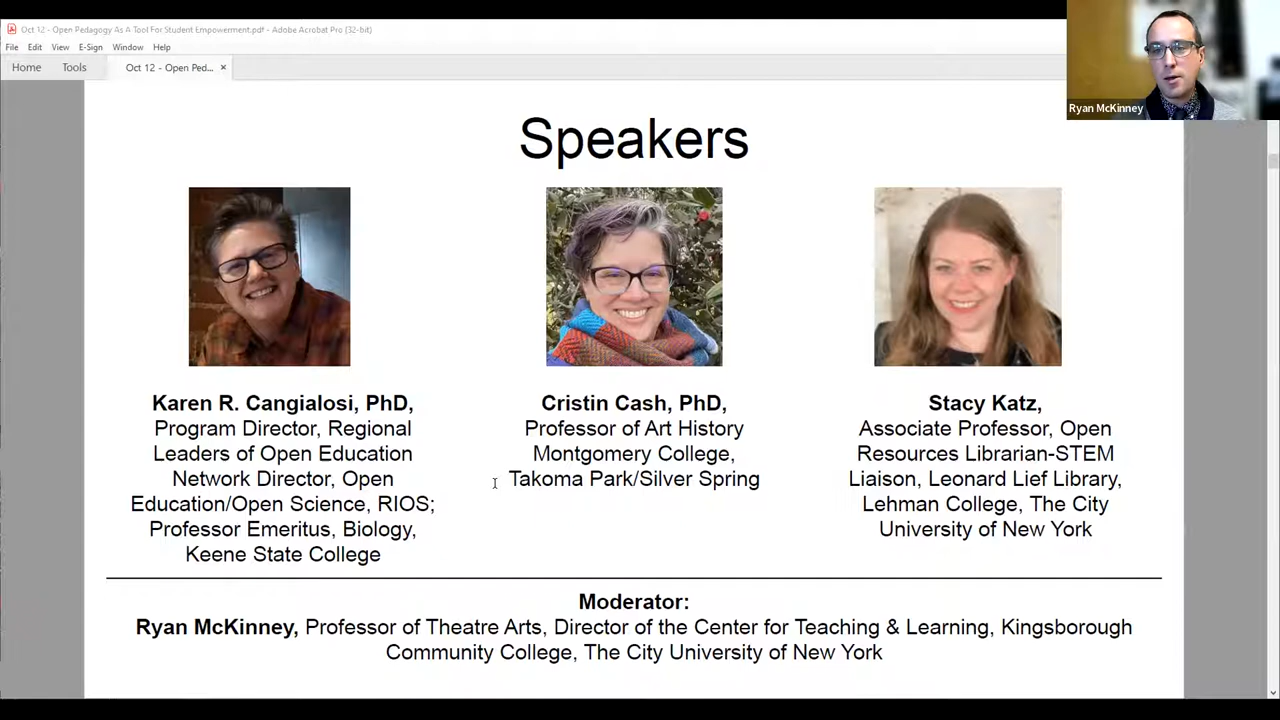 Oct 12 - Open Pedagogy As A Tool For Student Empowerment.pdf - Adobe Acrobat Pro (32-bit)
File Edit View E-Sign Window Help
Home Tools Oct 12 - Open Ped... ×
Ryan McKinney
Speakers
Karen R. Cangialosi, PhD,
Program Director, Regional
Leaders of Open Education
Network Director, Open
Education/Open Science, RIOS;
Professor Emeritus, Biology,
Keene State College
Cristin Cash, PhD,
Professor of Art History
Montgomery College,
Takoma Park/Silver Spring
Stacy Katz,
Associate Professor, Open
Resources Librarian-STEM
Liaison, Leonard Lief Library,
Lehman College, The City
University of New York
Moderator:
Ryan McKinney, Professor of Theatre Arts, Director of the Center for Teaching & Learning, Kingsborough
Community College, The City University of New York